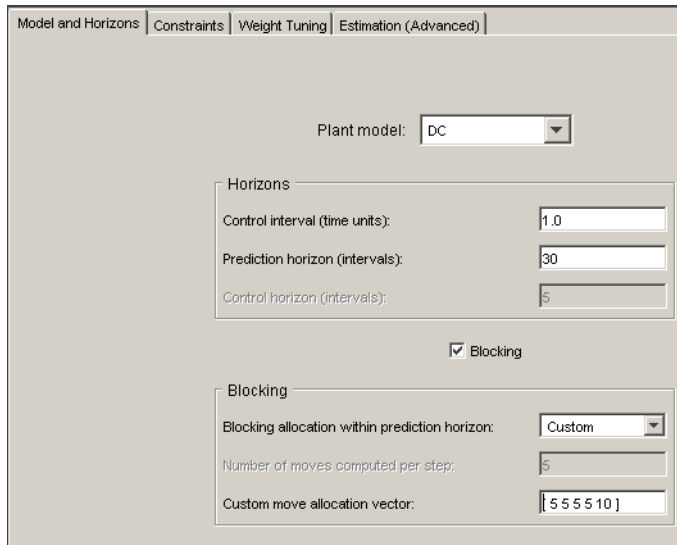 Model and Horizons Constraints Weight Tuning Estimation (Advanced)
Plant model: DC
Horizons
Control interval (time units): 1.0
Prediction horizon (intervals): 30
Control horizon (intervals): 5
Blocking
Blocking
Blocking allocation within prediction horizon: Custom
Number of moves computed per step: 5
Custom move allocation vector: [ 5 5 5 5 10 ]